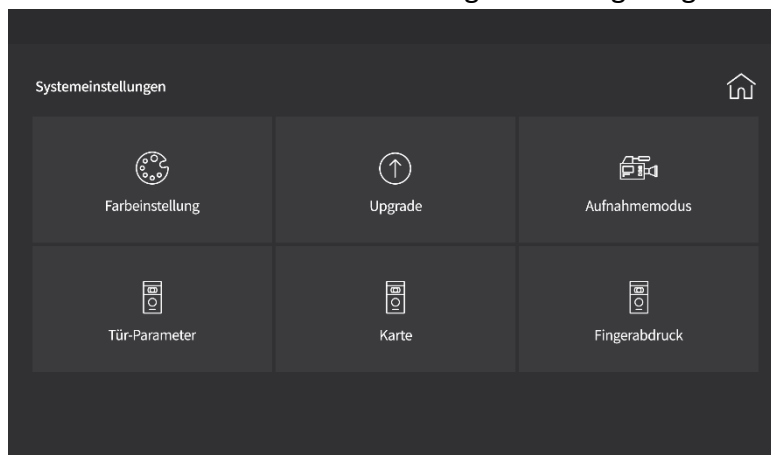 Systemeinstellungen
Farbeinstellung
Upgrade
Aufnahmemodus
Tür-Parameter
Karte
Fingerabdruck